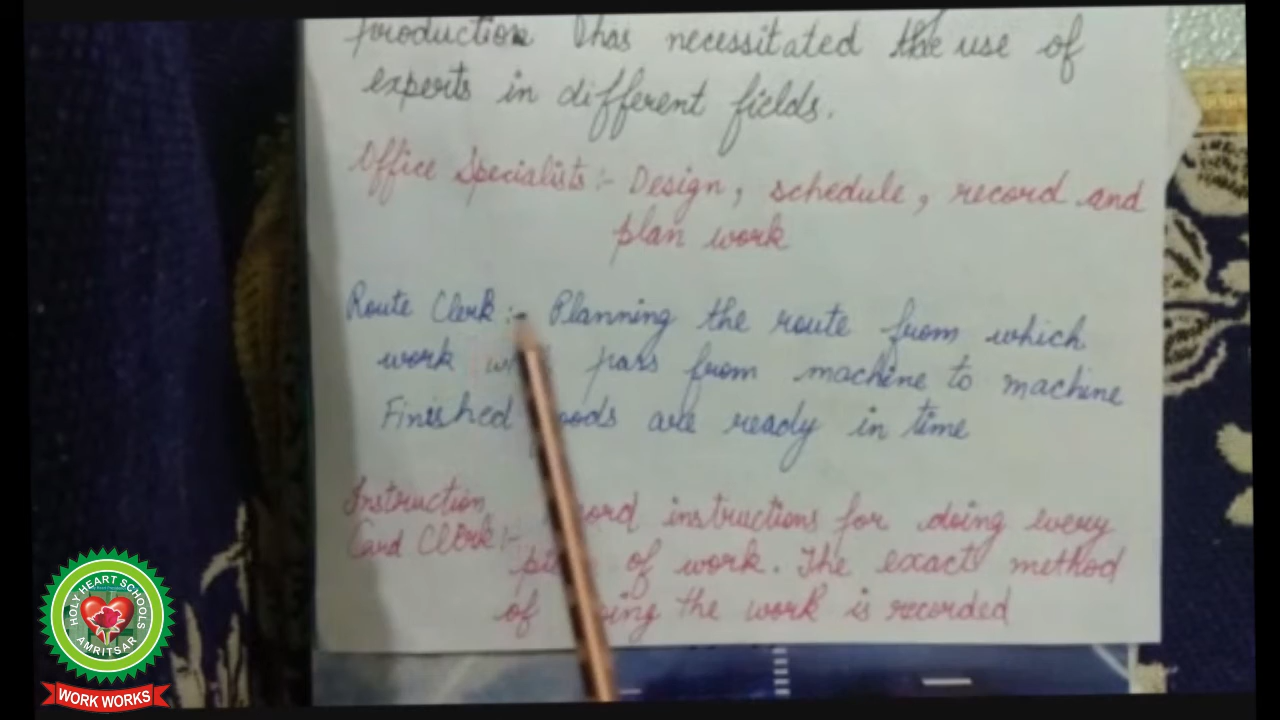 production has necessitated the use of
experts in different fields.
Office Specialists:- Design, schedule, record and
plan work
Route Clerk:- Planning the route from which
work pass from machine to machine
Finished are ready in time
Instruction instructions for doing every
Card Clerk:- of work. The exact method
of the work is recorded
HOLY HEART SCHOOLS
AMRITSAR
WORK WORKS